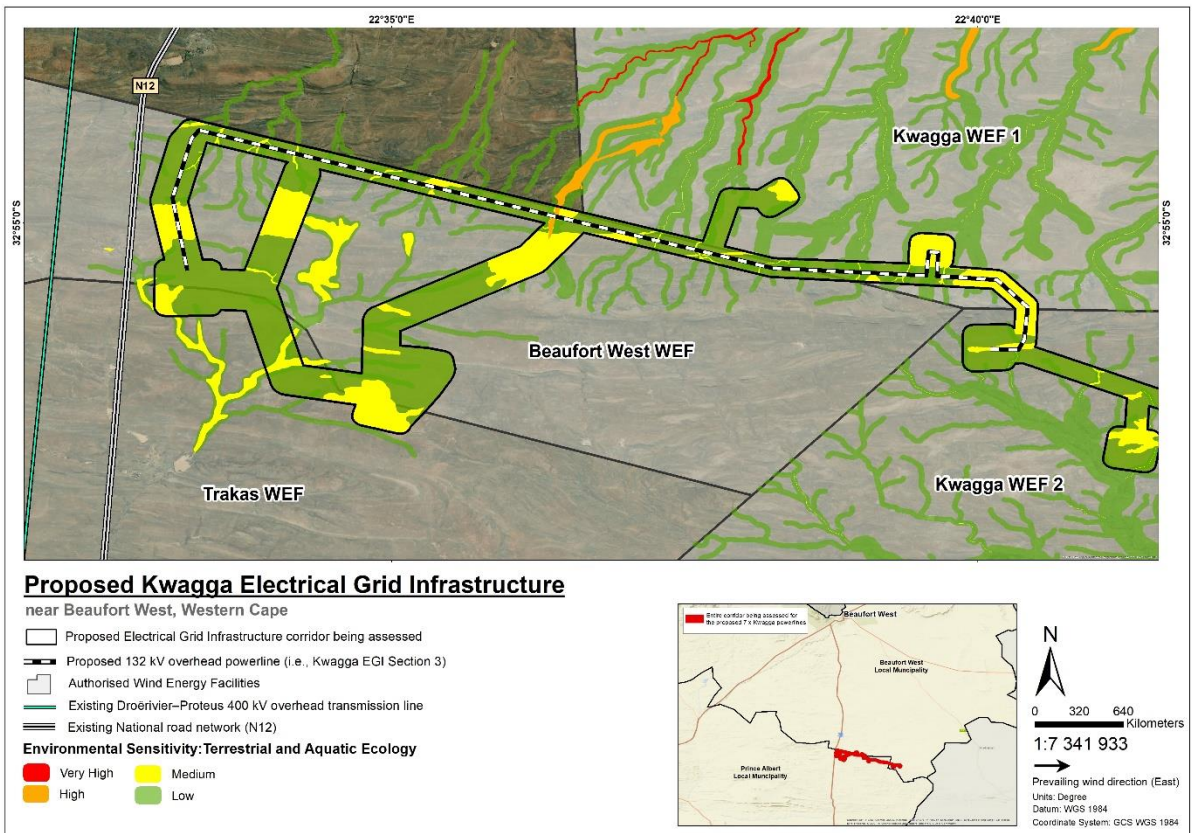 22°35'0"E
22°40'0"E
N12
Kwagga WEF 1
32°55'0"S
32°55'0"S
Beaufort West WEF
Trakas WEF
Kwagga WEF 2
Proposed Kwagga Electrical Grid Infrastructure
near Beaufort West, Western Cape
Proposed Electrical Grid Infrastructure corridor being assessed
Proposed 132 kV overhead powerline (i.e., Kwagga EGI Section 3)
Authorised Wind Energy Facilities
Existing Droërivier–Proteus 400 kV overhead transmission line
Existing National road network (N12)
Environmental Sensitivity:Terrestrial and Aquatic Ecology
Very High
Medium
High
Low
Entire corridor being assessed for
the proposed 7 x Kwagga powerlines
Beaufort West
Beaufort West
Local Muncipality
Prince Albert
Local Muncipality
N
0 320 640
Kilometers
1:7 341 933
Prevailing wind direction (East)
Units: Degree
Datum: WGS 1984
Coordinate System: GCS WGS 1984